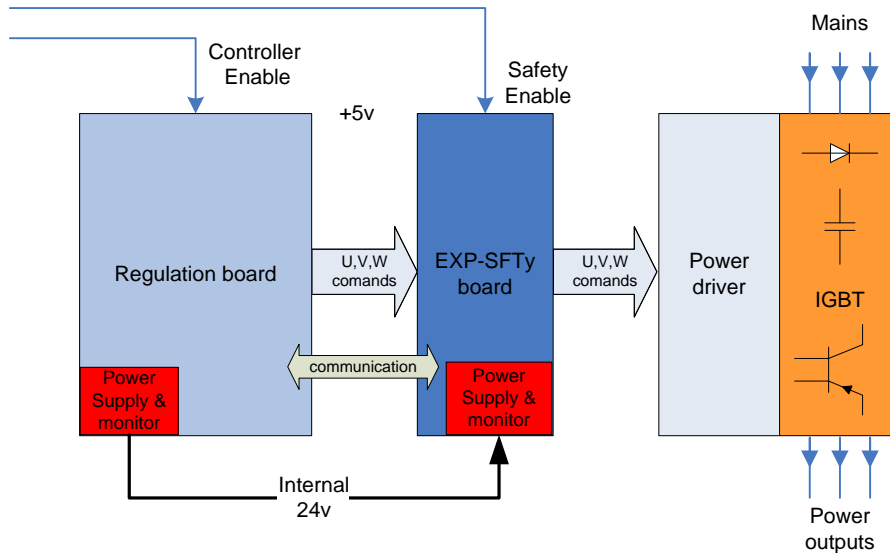 Mains
Controller
Enable
Safety
Enable
+5v
Regulation board
U,V,W
comands
EXP-SFTy
board
U,V,W
comands
Power
driver
IGBT
communication
Power
Supply &
monitor
Power
Supply &
monitor
Internal
24v
Power
outputs